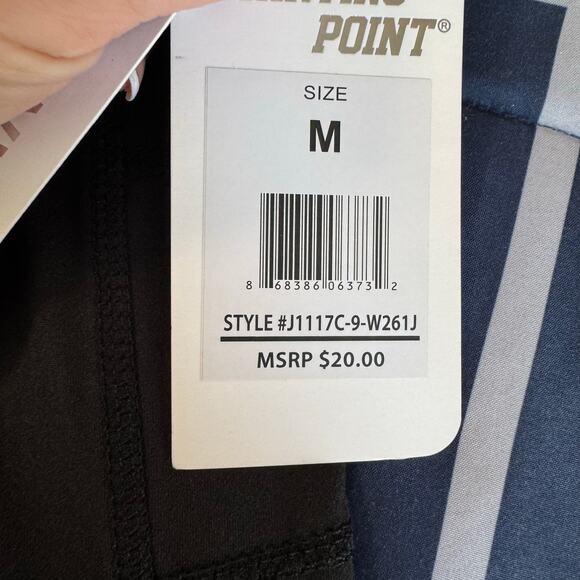 POINT®
SIZE
M
8 68386 06373 2
STYLE #J1117C-9-W261J
MSRP $20.00